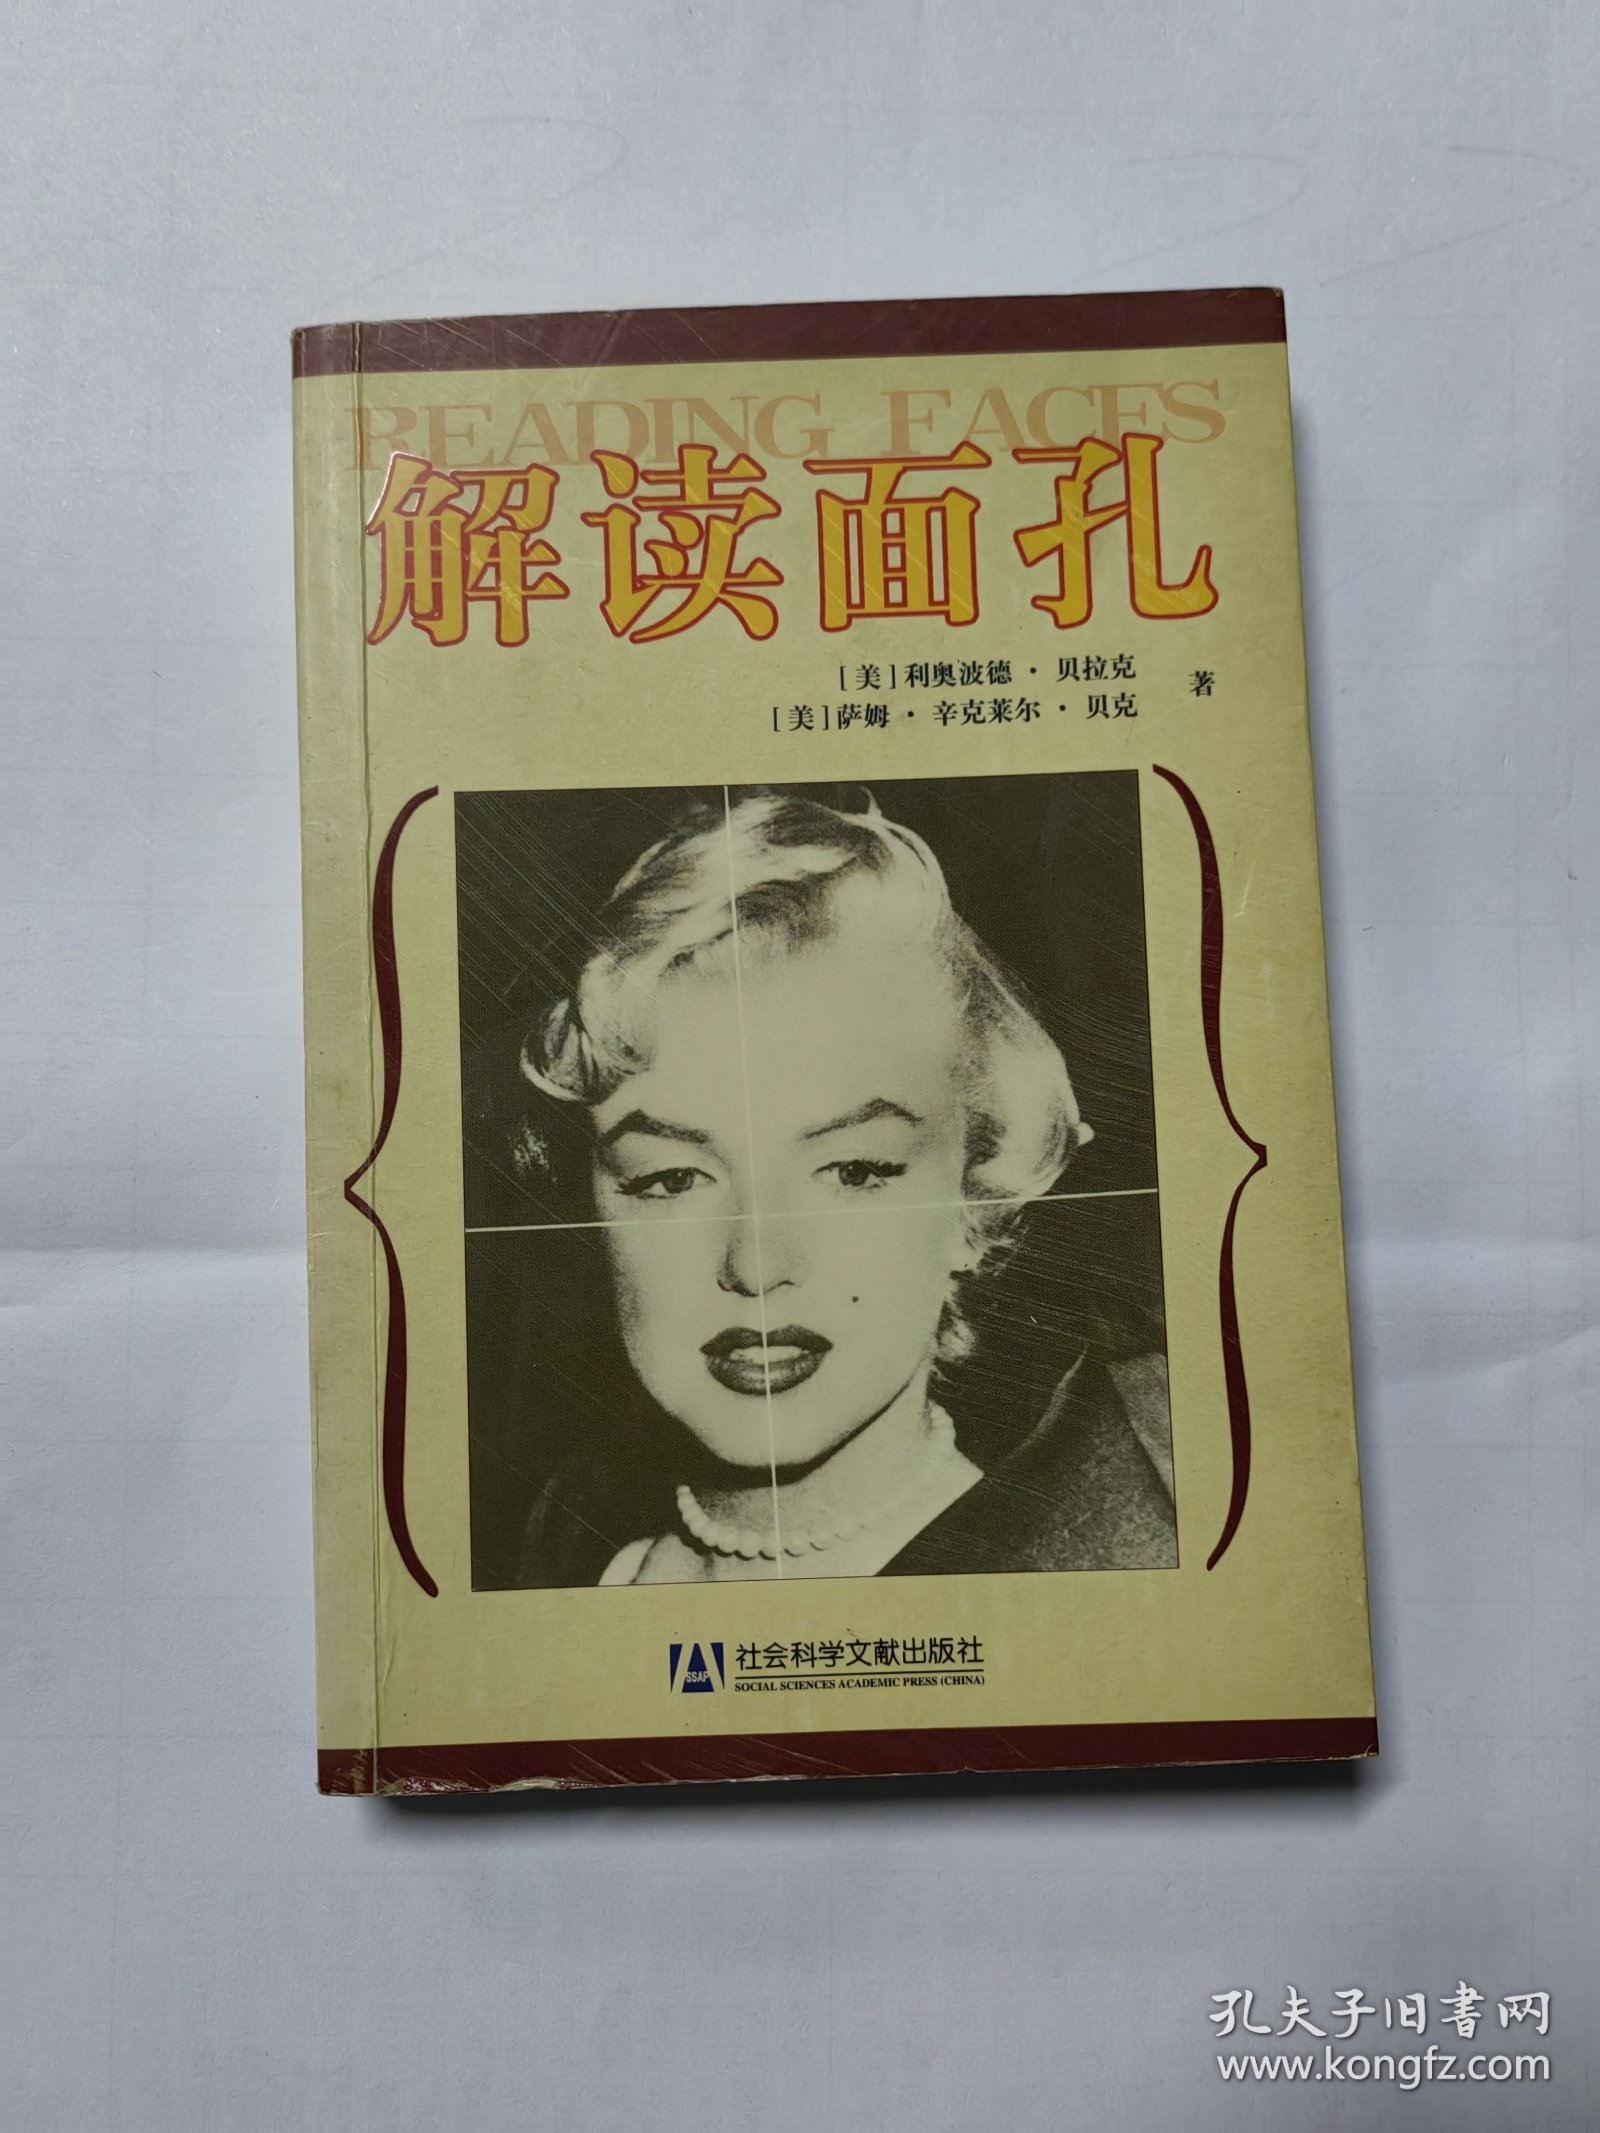 READING FACES
解读面孔
[美]利奥波德·贝拉克
[美]萨姆·辛克莱尔·贝克
著
SSAP
社会科学文献出版社
SOCIAL SCIENCES ACADEMIC PRESS (CHINA)
孔夫子旧书网
www.kongfz.com